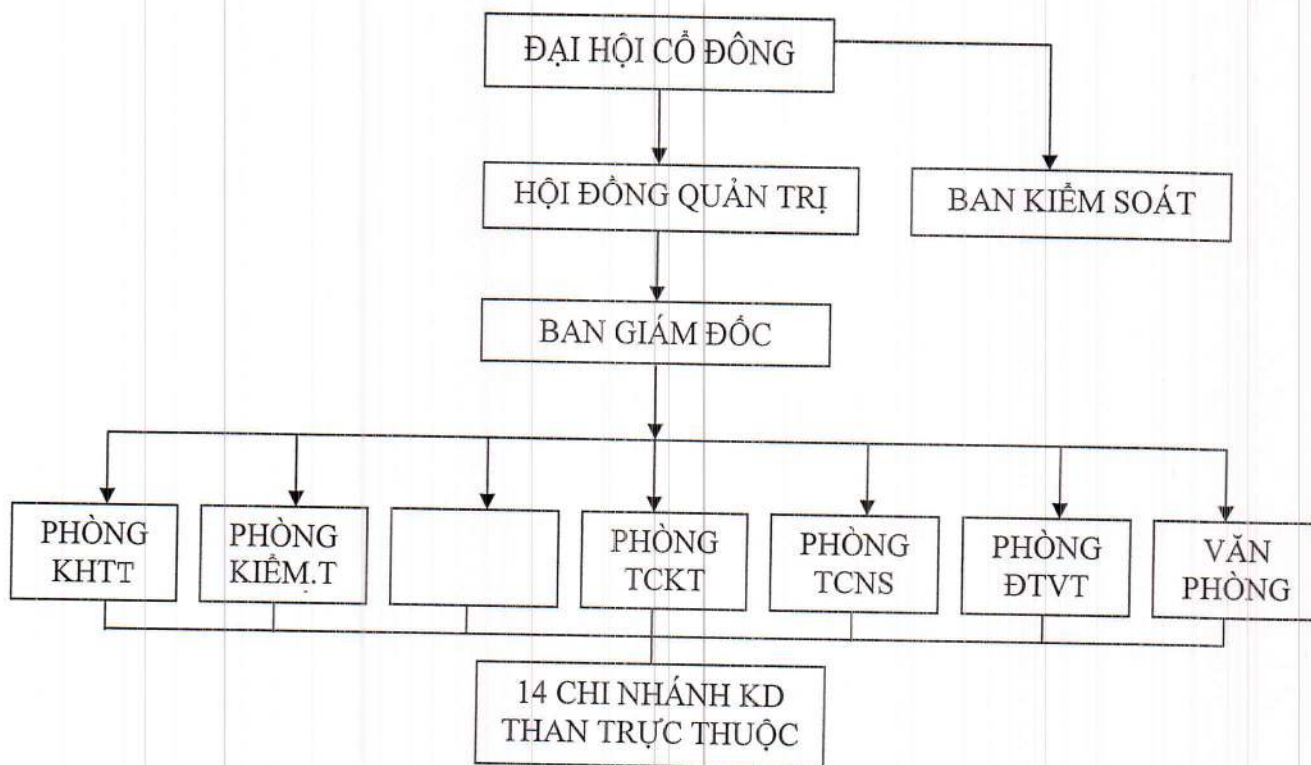 ĐẠI HỘI CỔ ĐÔNG
HỘI ĐỒNG QUẢN TRỊ
BAN KIỂM SOÁT
BAN GIÁM ĐỐC
PHÒNG
KHTT
PHÒNG
KIỂM.T
PHÒNG
TCKT
PHÒNG
TCNS
PHÒNG
ĐTVT
VĂN
PHÒNG
14 CHI NHÁNH KD
THAN TRỰC THUỘC